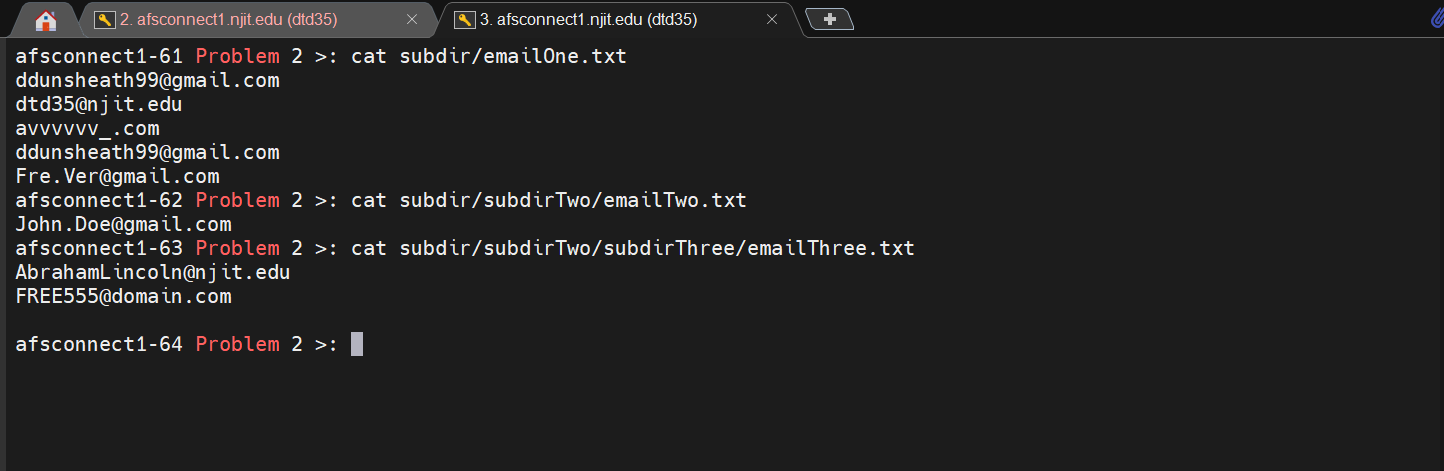 2. afsconnect1.njit.edu (dtd35)
3. afsconnect1.njit.edu (dtd35)
afsconnect1-61 Problem 2 >: cat subdir/emailOne.txt
ddunsheath99@gmail.com
dtd35@njit.edu
avvvvvv_.com
ddunsheath99@gmail.com
Fre.Ver@gmail.com
afsconnect1-62 Problem 2 >: cat subdir/subdirTwo/emailTwo.txt
John.Doe@gmail.com
afsconnect1-63 Problem 2 >: cat subdir/subdirTwo/subdirThree/emailThree.txt
AbrahamLincoln@njit.edu
FREE555@domain.com
afsconnect1-64 Problem 2 >: